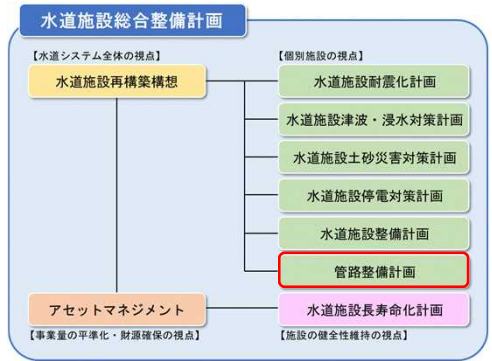 水道施設総合整備計画
【水道システム全体の視点】
【個別施設の視点】
水道施設再構築構想
水道施設耐震化計画
水道施設津波・浸水対策計画
水道施設土砂災害対策計画
水道施設停電対策計画
水道施設整備計画
管路整備計画
アセットマネジメント
水道施設長寿命化計画
【事業量の平準化・財源確保の視点】
【施設の健全性維持の視点】